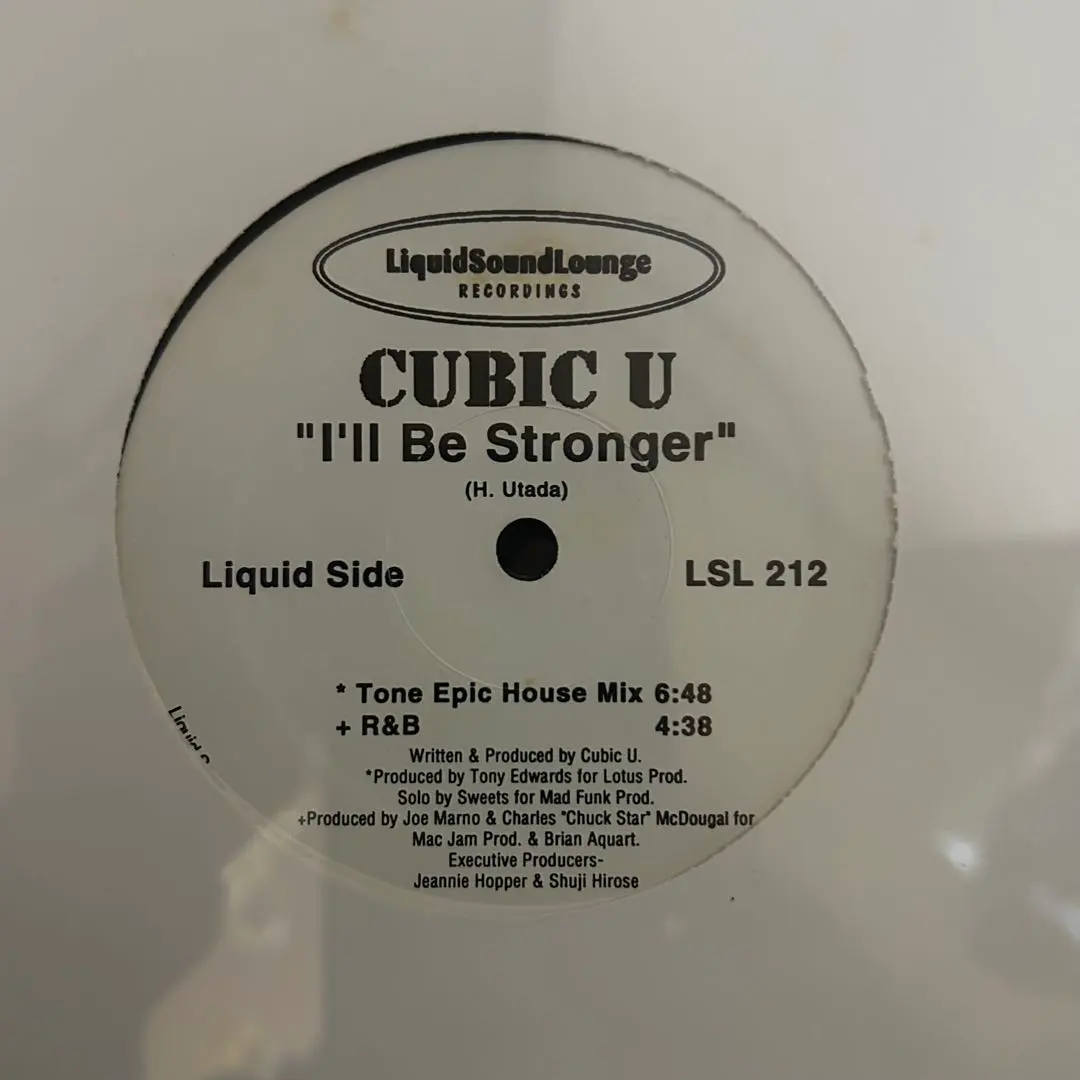 LiquidSoundLounge
RECORDINGS
CUBIC U
"I'll Be Stronger"
(H. Utada)
Liquid Side LSL 212
* Tone Epic House Mix 6:48
+ R&B 4:38
Written & Produced by Cubic U.
*Produced by Tony Edwards for Lotus Prod.
Solo by Sweets for Mad Funk Prod.
+Produced by Joe Marno & Charles "Chuck Star" McDougal for
Mac Jam Prod. & Brian Aquart.
Executive Producers-
Jeannie Hopper & Shuji Hirose